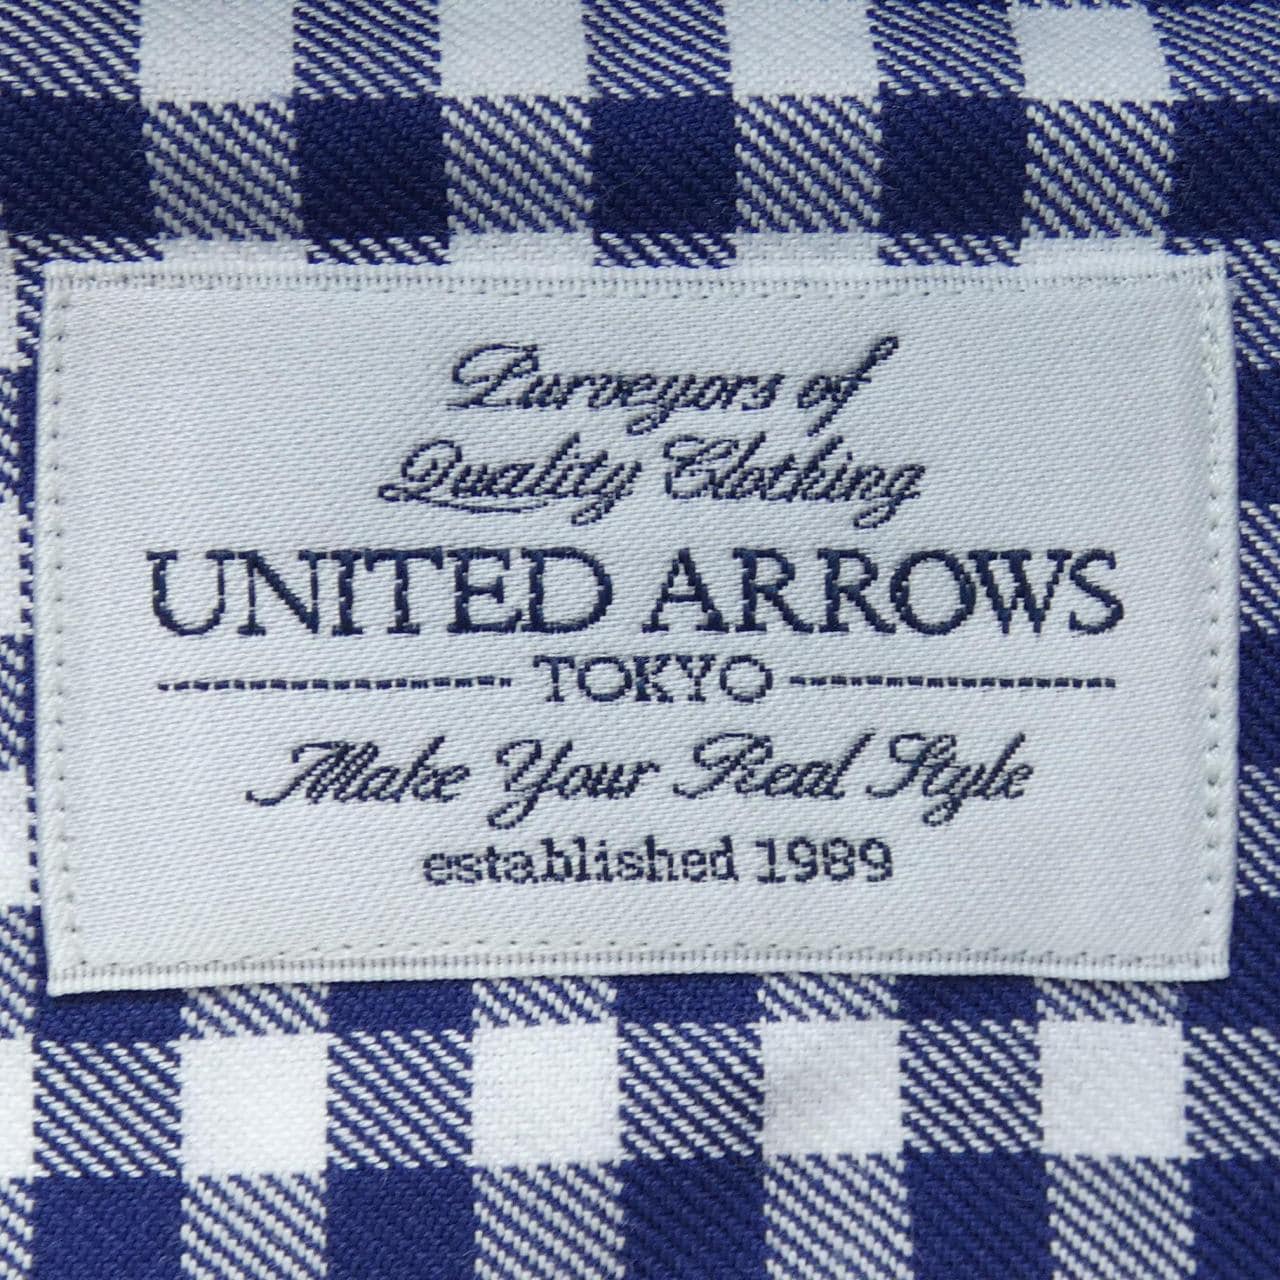 Purveyors of
Quality Clothing
UNITED ARROWS
TOKYO
Make Your Real Style
established 1989